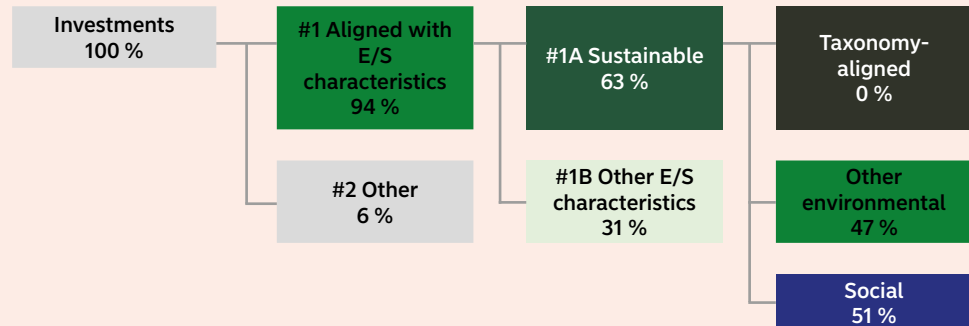 Investments
100 %
#1 Aligned with
E/S
characteristics
94 %
#1A Sustainable
63 %
Taxonomy-
aligned
0 %
#2 Other
6 %
#1B Other E/S
characteristics
31 %
Other
environmental
47 %
Social
51 %